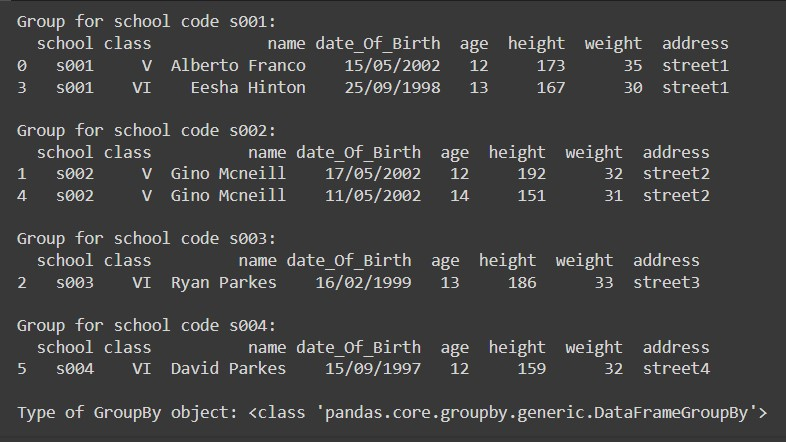 Group for school code s001:
school class name date_Of_Birth age height weight address
0 s001 V Alberto Franco 15/05/2002 12 173 35 street1
3 s001 VI Eesha Hinton 25/09/1998 13 167 30 street1
Group for school code s002:
school class name date_Of_Birth age height weight address
1 s002 V Gino Mcneill 17/05/2002 12 192 32 street2
4 s002 V Gino Mcneill 11/05/2002 14 151 31 street2
Group for school code s003:
school class name date_Of_Birth age height weight address
2 s003 VI Ryan Parkes 16/02/1999 13 186 33 street3
Group for school code s004:
school class name date_Of_Birth age height weight address
5 s004 VI David Parkes 15/09/1997 12 159 32 street4
Type of GroupBy object: <class 'pandas.core.groupby.generic.DataFrameGroupBy'>